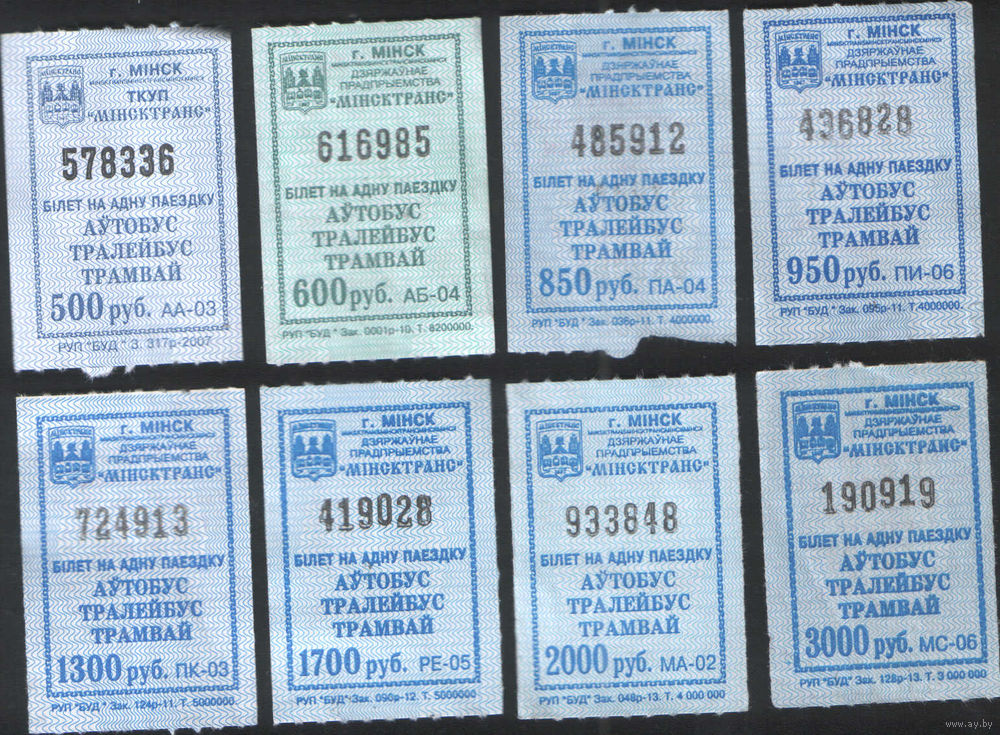 МІНСКТРАНС
г. МІНСК
МІНСКТРАНСМІНСКТРАНСМІНСКТРАНСМІНСК
ТКУП
"МІНСКТРАНС"
578336
БІЛЕТ НА АДНУ ПАЕЗДКУ
АЎТОБУС
ТРАЛЕЙБУС
ТРАМВАЙ
500 руб. АА-03
РУП "БУД" З. 317р-2007
МІНСКТРАНС
г. МІНСК
ДЗЯРЖАЎНАЕ
ПРАДПРЫЕМСТВА
"МІНСКТРАНС"
616985
БІЛЕТ НА АДНУ ПАЕЗДКУ
АЎТОБУС
ТРАЛЕЙБУС
ТРАМВАЙ
600 руб. АБ-04
РУП "БУД" Зак. 0001р-10. Т. 8200000.
МІНСКТРАНС
г. МІНСК
ДЗЯРЖАЎНАЕ
ПРАДПРЫЕМСТВА
"МІНСКТРАНС"
485912
БІЛЕТ НА АДНУ ПАЕЗДКУ
АЎТОБУС
ТРАЛЕЙБУС
ТРАМВАЙ
850 руб. ПА-04
РУП "БУД" Зак. 036р-11. Т. 4000000.
МІНСКТРАНС
г. МІНСК
ДЗЯРЖАЎНАЕ
ПРАДПРЫЕМСТВА
"МІНСКТРАНС"
436828
БІЛЕТ НА АДНУ ПАЕЗДКУ
АЎТОБУС
ТРАЛЕЙБУС
ТРАМВАЙ
950 руб. ПИ-06
РУП "БУД" Зак. 095р-11. Т.4000000.
МІНСКТРАНС
г. МІНСК
ДЗЯРЖАЎНАЕ
ПРАДПРЫЕМСТВА
"МІНСКТРАНС"
724913
БІЛЕТ НА АДНУ ПАЕЗДКУ
АЎТОБУС
ТРАЛЕЙБУС
ТРАМВАЙ
1300 руб. ПК-03
РУП "БУД" Зак. 124р-11. Т. 5000000.
МІНСКТРАНС
г. МІНСК
ДЗЯРЖАЎНАЕ
ПРАДПРЫЕМСТВА
"МІНСКТРАНС"
419028
БІЛЕТ НА АДНУ ПАЕЗДКУ
АЎТОБУС
ТРАЛЕЙБУС
ТРАМВАЙ
1700 руб. РЕ-05
РУП "БУД" Зак. 090р-12. Т. 5000000
МІНСКТРАНС
г. МІНСК
ДЗЯРЖАЎНАЕ
ПРАДПРЫЕМСТВА
"МІНСКТРАНС"
933848
БІЛЕТ НА АДНУ ПАЕЗДКУ
АЎТОБУС
ТРАЛЕЙБУС
ТРАМВАЙ
2000 руб. МА-02
РУП "БУД" Зак. 048р-13. Т. 4 000 000
МІНСКТРАНС
г. МІНСК
ДЗЯРЖАЎНАЕ
ПРАДПРЫЕМСТВА
"МІНСКТРАНС"
190919
БІЛЕТ НА АДНУ ПАЕЗДКУ
АЎТОБУС
ТРАЛЕЙБУС
ТРАМВАЙ
3000 руб. МС-06
РУП "БУД" Зак. 128р-13. Т. 3 000 000
www.ay.by